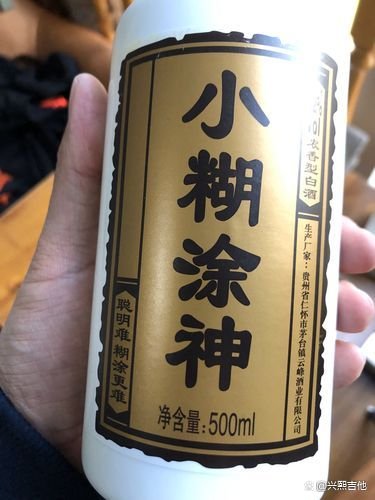 小糊涂神
浓香型白酒
生产厂家：贵州省仁怀市茅台镇云峰酒业有限公司
聪明难 糊涂更难
净含量：500ml
@兴熙吉他